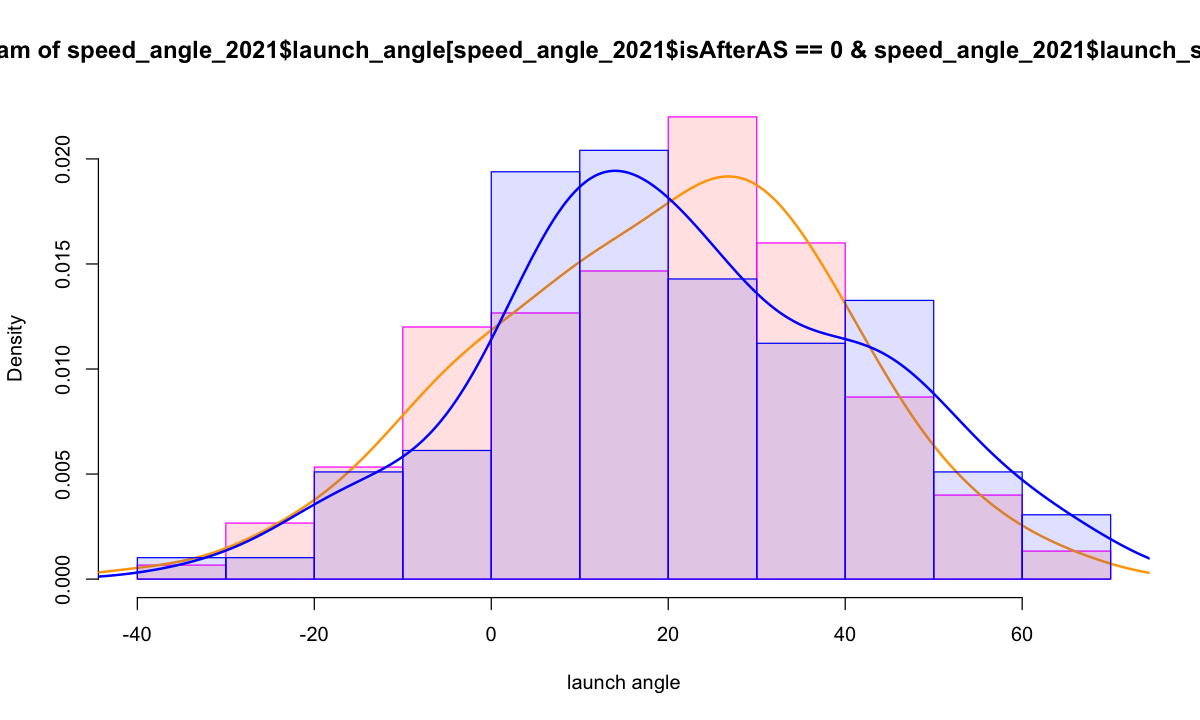 am of speed_angle_2021$launch_angle[speed_angle_2021$isAfterAS == 0 & speed_angle_2021$launch_s
Density
0.020
0.015
0.010
0.005
0.000
-40 -20 0 20 40 60
launch angle